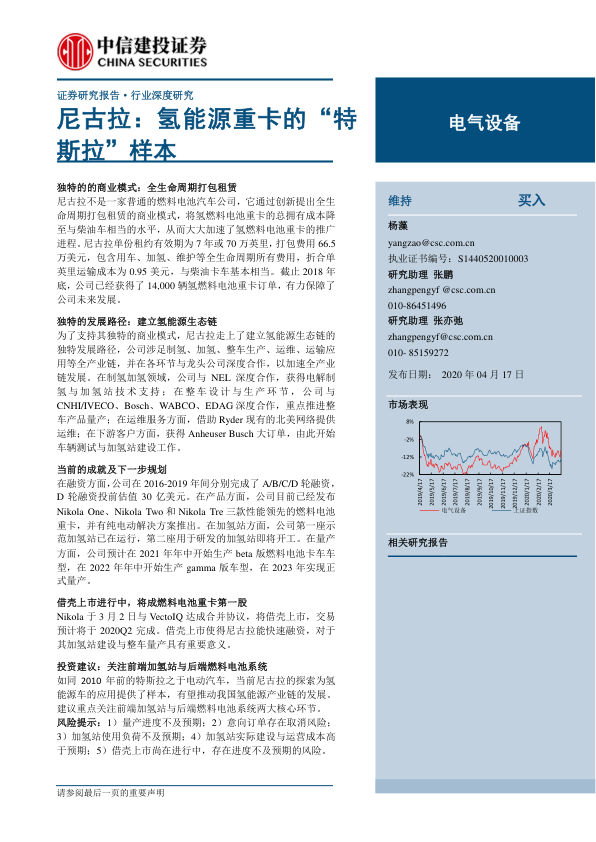 中信建投证券
CHINA SECURITIES
证券研究报告·行业深度研究
尼古拉：氢能源重卡的“特
斯拉”样本
独特的的商业模式：全生命周期打包租赁
尼古拉不是一家普通的燃料电池汽车公司，它通过创新提出全生
命周期打包租赁的商业模式，将氢燃料电池重卡的总拥有成本降
至与柴油车相当的水平，从而大大加速了氢燃料电池重卡的推广
进程。尼古拉单份租约有效期为 7 年或 70 万英里，打包费用 66.5
万美元，包含用车、加氢、维护等全生命周期所有费用，折合单
英里运输成本为 0.95 美元，与柴油卡车基本相当。截止 2018 年
底，公司已经获得了 14,000 辆氢燃料电池重卡订单，有力保障了
公司未来发展。
独特的发展路径：建立氢能源生态链
为了支持其独特的商业模式，尼古拉走上了建立氢能源生态链的
独特发展路径，公司涉足制氢、加氢、整车生产、运维、运输应
用等全产业链，并在各环节与龙头公司深度合作，以加速全产业
链发展。在制氢加氢领域，公司与 NEL 深度合作，获得电解制
氢与加氢站技术支持；在整车设计与生产环节，公司与
CNHI/IVECO、Bosch、WABCO、EDAG 深度合作，重点推进整
车产品量产；在运维服务方面，借助 Ryder 现有的北美网络提供
运维；在下游客户方面，获得 Anheuser Busch 大订单，由此开始
车辆测试与加氢站建设工作。
当前的成就及下一步规划
在融资方面，公司在 2016-2019 年间分别完成了 A/B/C/D 轮融资，
D 轮融资投前估值 30 亿美元。在产品方面，公司目前已经发布
Nikola One、Nikola Two 和 Nikola Tre 三款性能领先的燃料电池
重卡，并有纯电动解决方案推出。在加氢站方面，公司第一座示
范加氢站已在运行，第二座用于研发的加氢站即将开工。在量产
方面，公司预计在 2021 年年中开始生产 beta 版燃料电池卡车车
型，在 2022 年年中开始生产 gamma 版车型，在 2023 年实现正
式量产。
借壳上市进行中，将成燃料电池重卡第一股
Nikola 于 3 月 2 日与 VectoIQ 达成合并协议，将借壳上市，交易
预计将于 2020Q2 完成。借壳上市使得尼古拉能快速融资，对于
其加氢站建设与整车量产具有重要意义。
投资建议：关注前端加氢站与后端燃料电池系统
如同 2010 年前的特斯拉之于电动汽车，当前尼古拉的探索为氢
能源车的应用提供了样本，有望推动我国氢能源产业链的发展。
建议重点关注前端加氢站与后端燃料电池系统两大核心环节。
风险提示：1）量产进度不及预期；2）意向订单存在取消风险；
3）加氢站使用负荷不及预期；4）加氢站实际建设与运营成本高
于预期；5）借壳上市尚在进行中，存在进度不及预期的风险。
请参阅最后一页的重要声明
电气设备
维持 买入
杨藻
yangzao@csc.com.cn
执业证书编号：S1440520010003
研究助理 张鹏
zhangpengyf @csc.com.cn
010-86451496
研究助理 张亦弛
zhangpengyf@csc.com.cn
010- 85159272
发布日期： 2020 年 04 月 17 日
市场表现
8%
-2%
-12%
-22%
2019/4/17
2019/5/17
2019/6/17
2019/7/17
2019/8/17
2019/9/17
2019/10/17
2019/11/17
2019/12/17
2020/1/17
2020/2/17
2020/3/17
电气设备 上证指数
相关研究报告